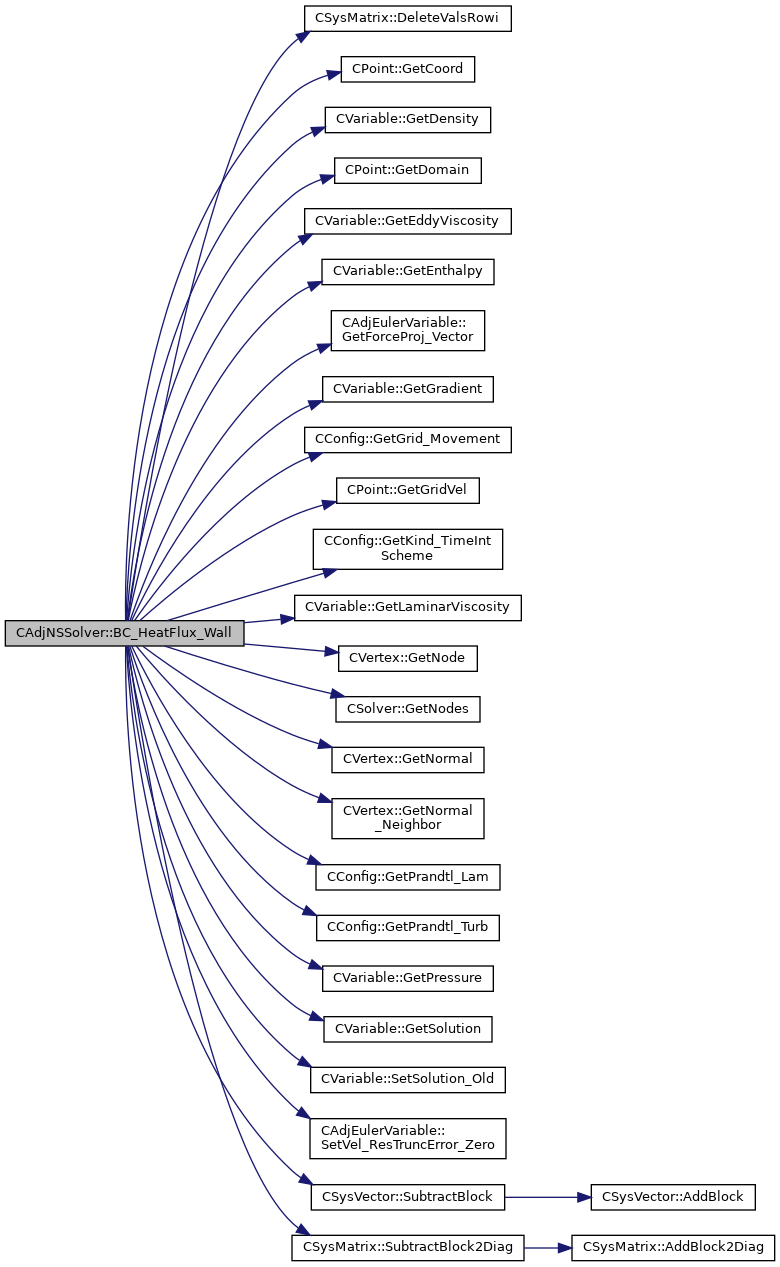 CSysMatrix::DeleteValsRowi
CPoint::GetCoord
CVariable::GetDensity
CPoint::GetDomain
CVariable::GetEddyViscosity
CVariable::GetEnthalpy
CAdjEulerVariable::
GetForceProj_Vector
CVariable::GetGradient
CConfig::GetGrid_Movement
CPoint::GetGridVel
CConfig::GetKind_TimeInt
Scheme
CVariable::GetLaminarViscosity
CAdjNSSolver::BC_HeatFlux_Wall
CVertex::GetNode
CSolver::GetNodes
CVertex::GetNormal
CVertex::GetNormal
_Neighbor
CConfig::GetPrandtl_Lam
CConfig::GetPrandtl_Turb
CVariable::GetPressure
CVariable::GetSolution
CVariable::SetSolution_Old
CAdjEulerVariable::
SetVel_ResTruncError_Zero
CSysVector::SubtractBlock
CSysVector::AddBlock
CSysMatrix::SubtractBlock2Diag
CSysMatrix::AddBlock2Diag